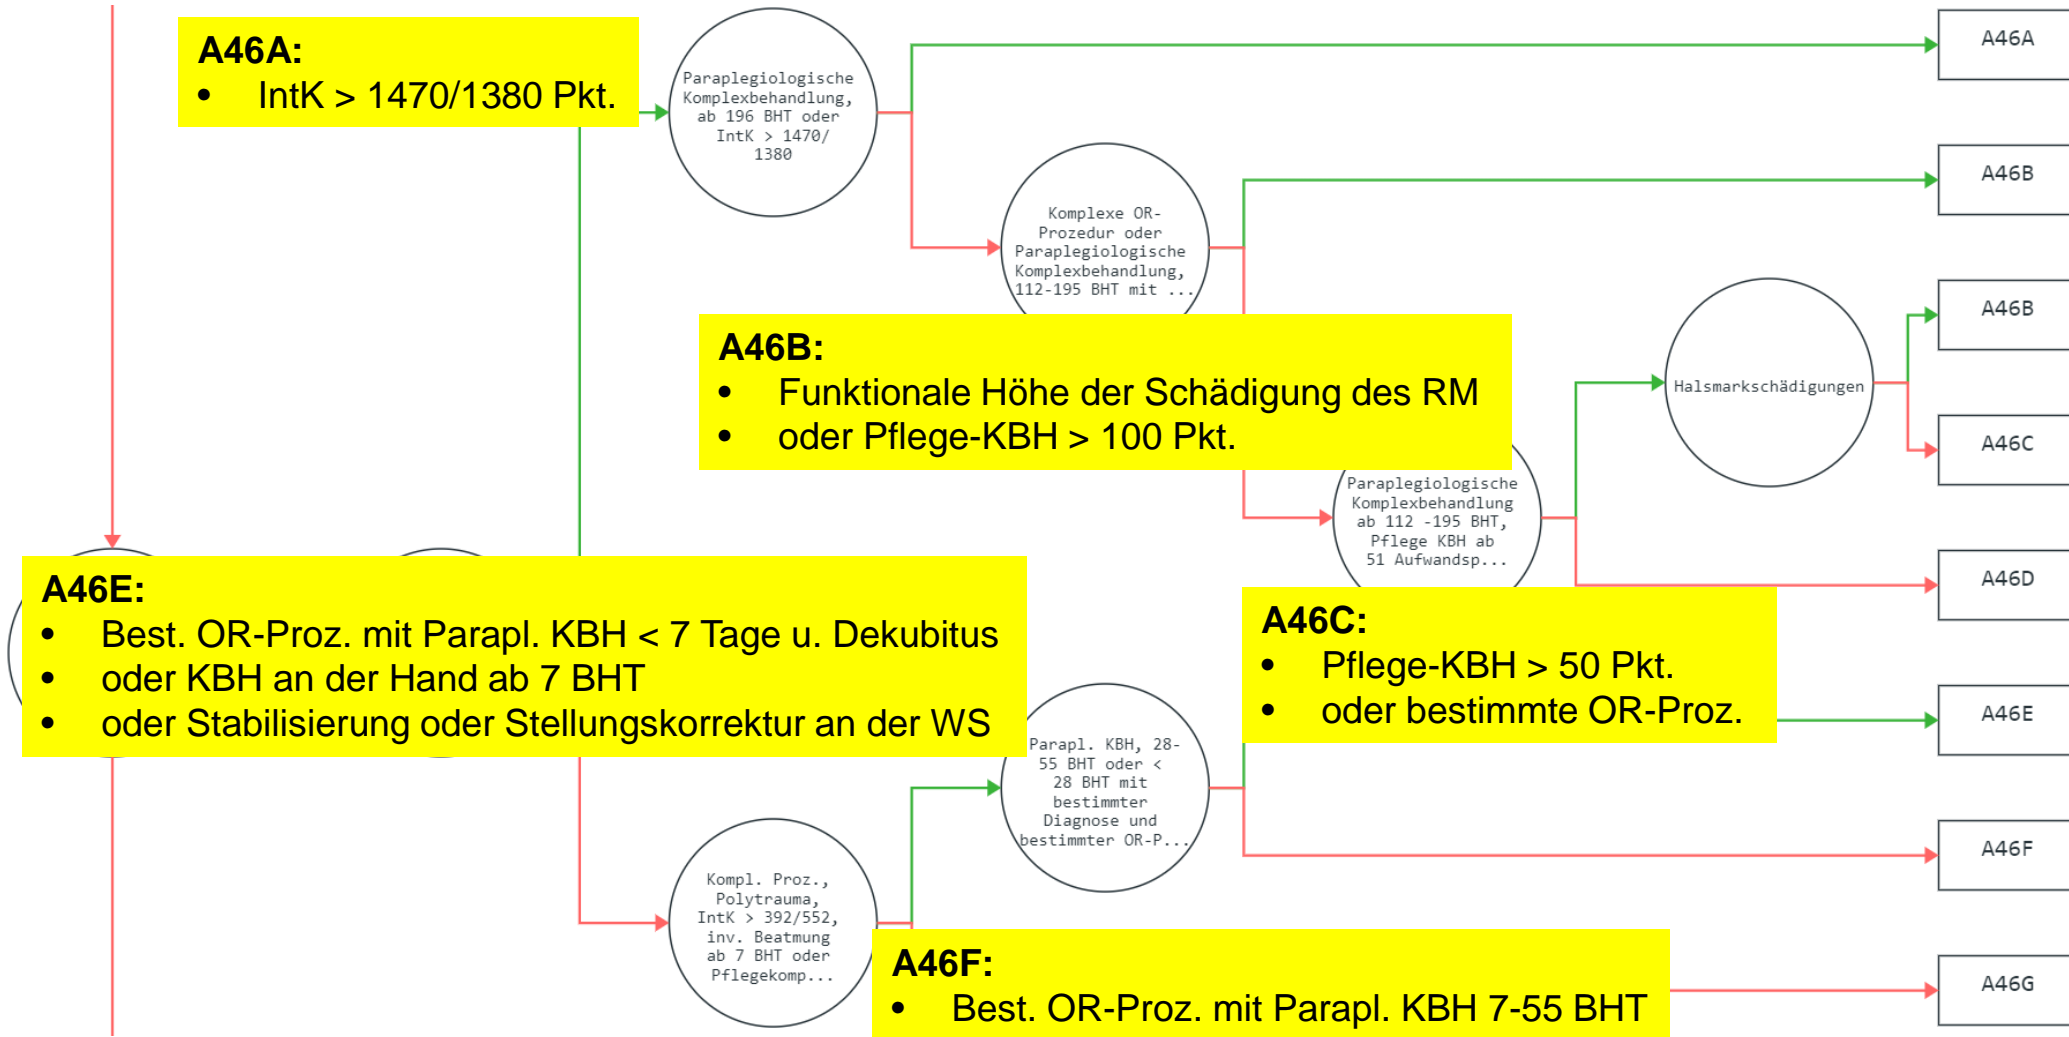 A46A:
• IntK > 1470/1380 Pkt.
Paraplegiologische
Komplexbehandlung,
ab 196 BHT oder
IntK > 1470/
1380
A46A
Komplexe OR-
Prozedur oder
Paraplegiologische
Komplexbehandlung,
112-195 BHT mit ...
A46B
A46B:
• Funktionale Höhe der Schädigung des RM
• oder Pflege-KBH > 100 Pkt.
Halsmarkschädigungen
A46B
A46C
Paraplegiologische
Komplexbehandlung
ab 112 -195 BHT,
Pflege KBH ab
51 Aufwandsp...
A46D
A46E:
• Best. OR-Proz. mit Parapl. KBH < 7 Tage u. Dekubitus
• oder KBH an der Hand ab 7 BHT
• oder Stabilisierung oder Stellungskorrektur an der WS
A46C:
• Pflege-KBH > 50 Pkt.
• oder bestimmte OR-Proz.
A46E
Parapl. KBH, 28-
55 BHT oder <
28 BHT mit
bestimmter
Diagnose und
bestimmter OR-P...
A46F
Kompl. Proz.,
Polytrauma,
IntK > 392/552,
inv. Beatmung
ab 7 BHT oder
Pflegekomp...
A46F:
• Best. OR-Proz. mit Parapl. KBH 7-55 BHT
A46G